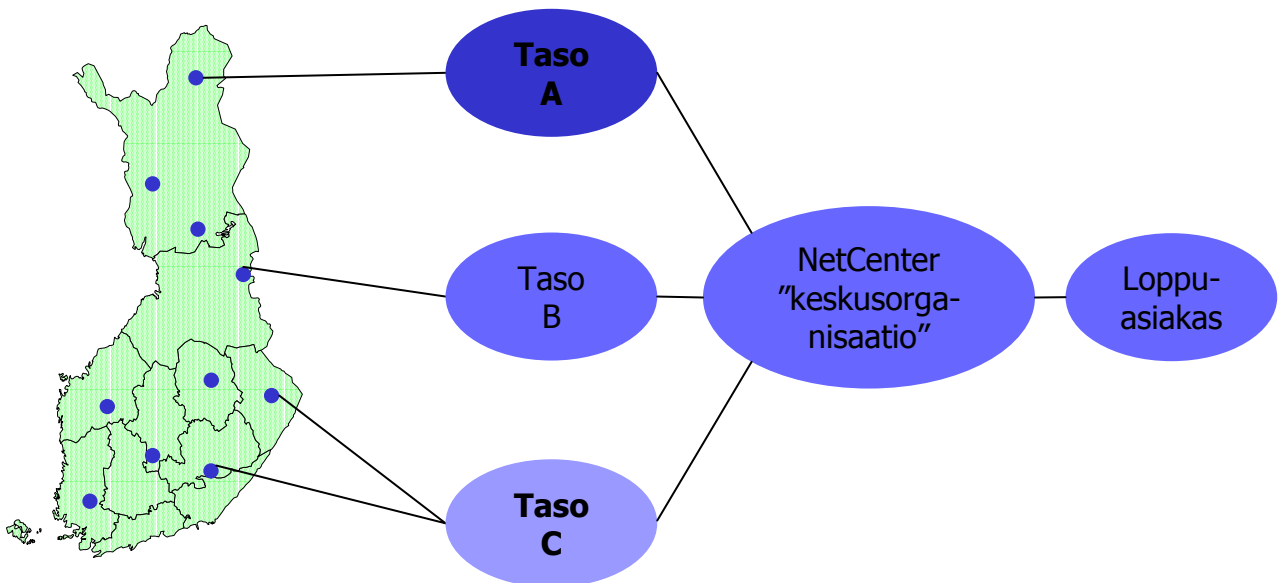 Taso
A
Taso
B
NetCenter
”keskusorga-
nisaatio”
Loppu-
asiakas
Taso
C